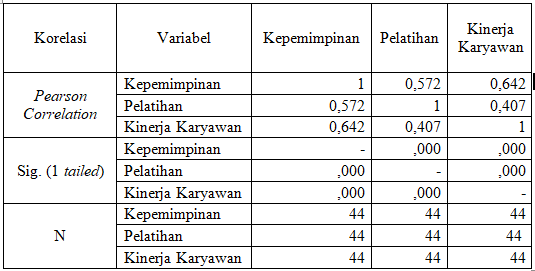 Korelasi Variabel Kepemimpinan Pelatihan Kinerja Karyawan
Pearson Correlation
Kepemimpinan 1 0,572 0,642
Pelatihan 0,572 1 0,407
Kinerja Karyawan 0,642 0,407 1
Sig. (1 tailed)
Kepemimpinan - ,000 ,000
Pelatihan ,000 - ,000
Kinerja Karyawan ,000 ,000 -
N
Kepemimpinan 44 44 44
Pelatihan 44 44 44
Kinerja Karyawan 44 44 44